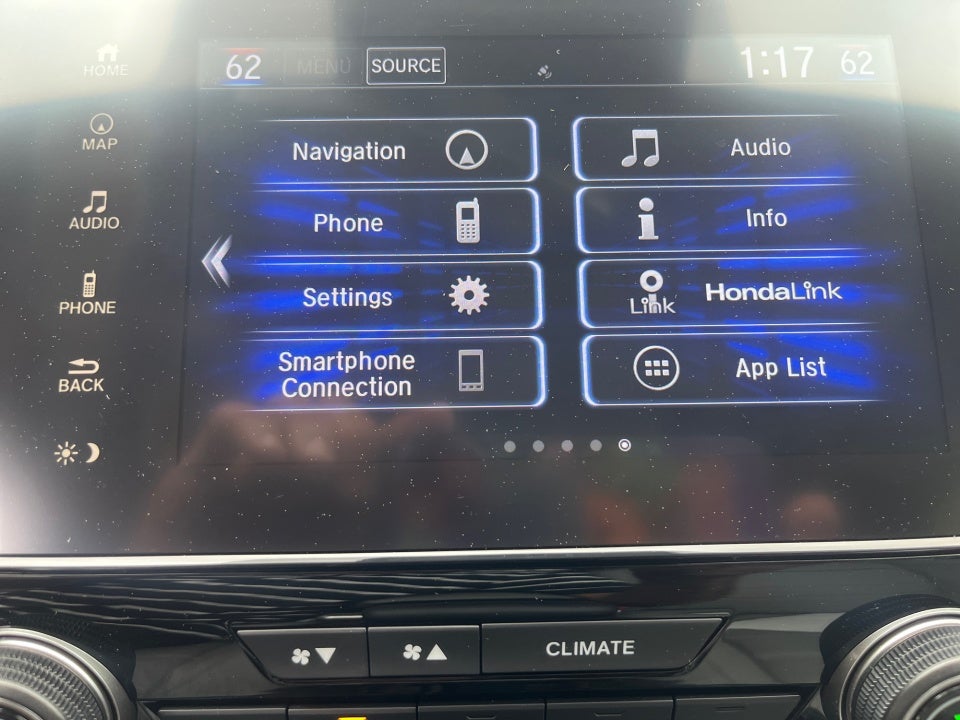 HOME
62 MENU SOURCE 1:17 62
MAP
Navigation Audio
AUDIO
Phone Info
PHONE
Settings Link HondaLink
BACK
Smartphone
Connection
App List
CLIMATE